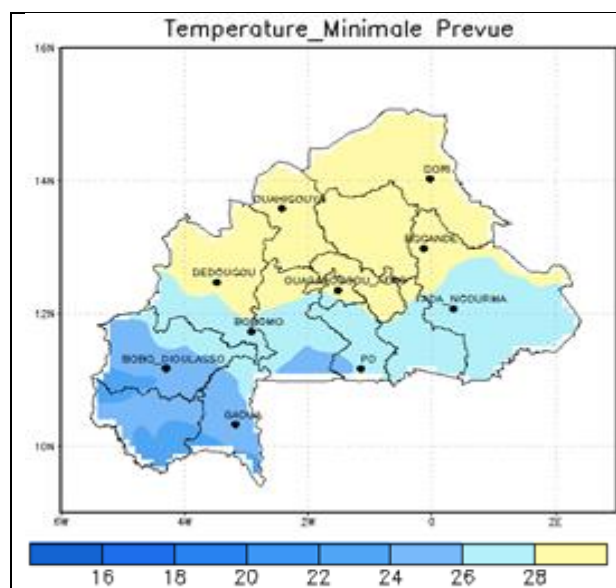 Temperature_Minimale Prevue
16N
DORI
14N
OUAHIGOUYA
BOGANDE
DEDOUGOU
12N
FADA_NGOURMA
BOROMO
BOBO_DIOULASSO
PO
GAOUA
10N
6W 4W 2W 0 2E
16 18 20 22 24 26 28